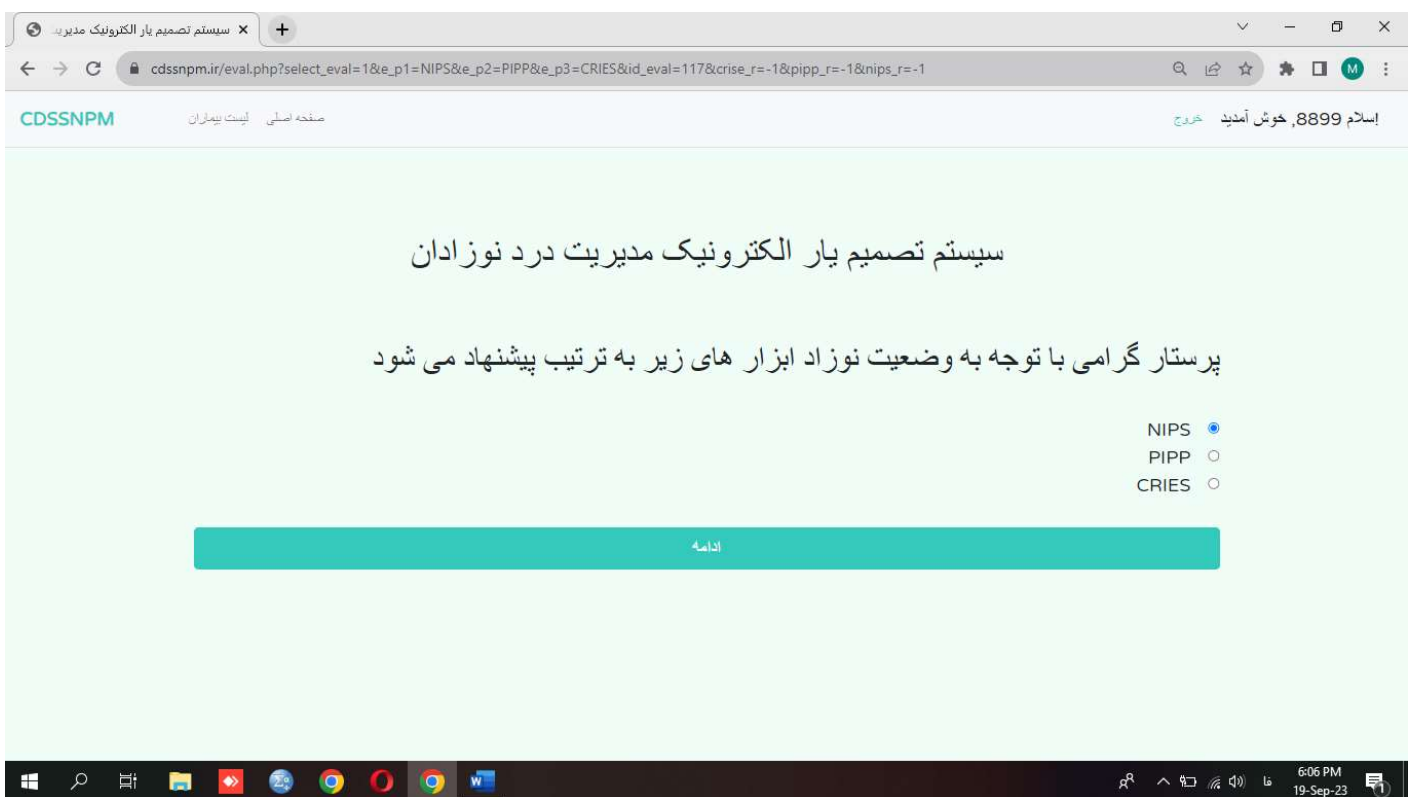 سیستم تصمیم یار الکترونیک مدیریت
cdssnpm.ir/eval.php?select_eval=1&e_p1=NIPS&e_p2=PIPP&e_p3=CRIES&id_eval=117&crise_r=-1&pipp_r=-1&nips_r=-1
M
CDSSNPM صفحه اصلی لیست بیماران
!سلام 8899, خوش آمدید خروج
سیستم تصمیم یار الکترونیک مدیریت درد نوزادان
پرستار گرامی با توجه به وضعیت نوزاد ابزار های زیر به ترتیب پیشنهاد می شود
NIPS
PIPP
CRIES
ادامه
فا
6:06 PM
19-Sep-23